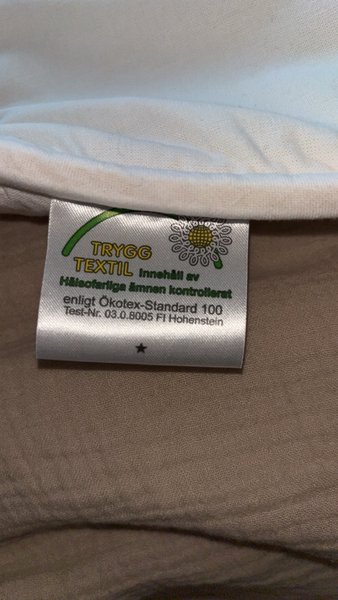 TRYGG
TEXTIL Innehåll av
Hälsofarliga ämnen kontrollerat
enligt Ökotex-Standard 100
Test-Nr. 03.0.8005 FI Hohenstein